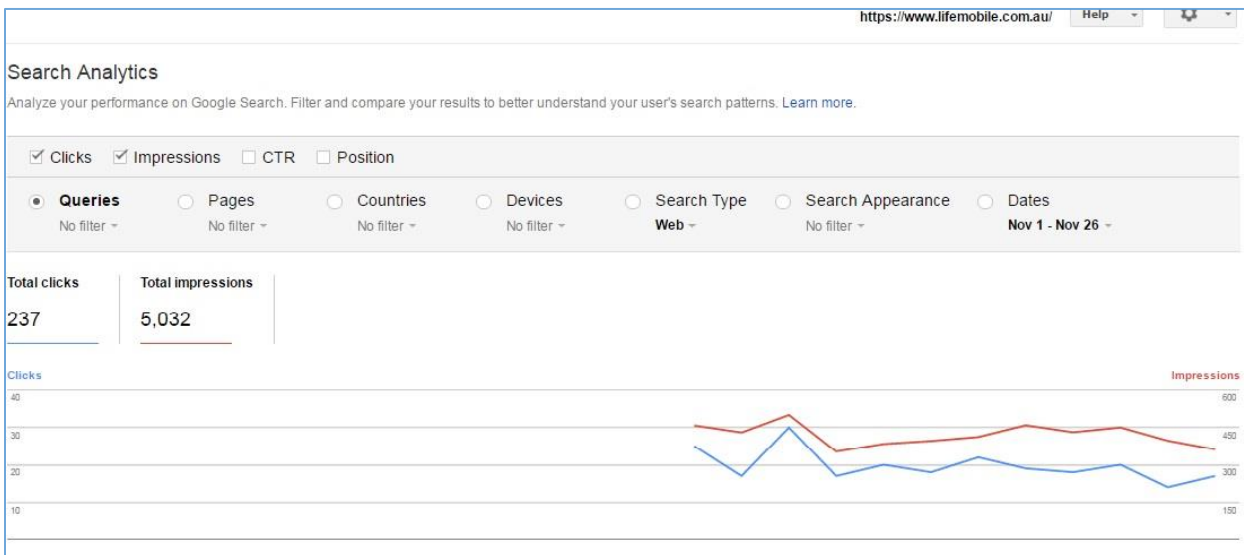 https://www.lifemobile.com.au/ Help
Search Analytics
Analyze your performance on Google Search. Filter and compare your results to better understand your user's search patterns. Learn more.
Clicks Impressions CTR Position
Queries Pages Countries Devices Search Type Search Appearance Dates
No filter No filter No filter No filter Web No filter Nov 1 - Nov 26
Total clicks Total impressions
237 5,032
Clicks Impressions
40 600
30 450
20 300
10 150